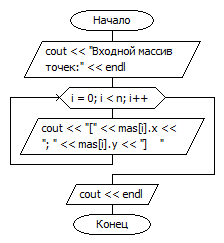 Начало
cout << "Входной массив
точек:" << endl
i = 0; i < n; i++
cout << "[" << mas[i].x <<
"; " << mas[i].y << "]    "
cout << endl
Конец